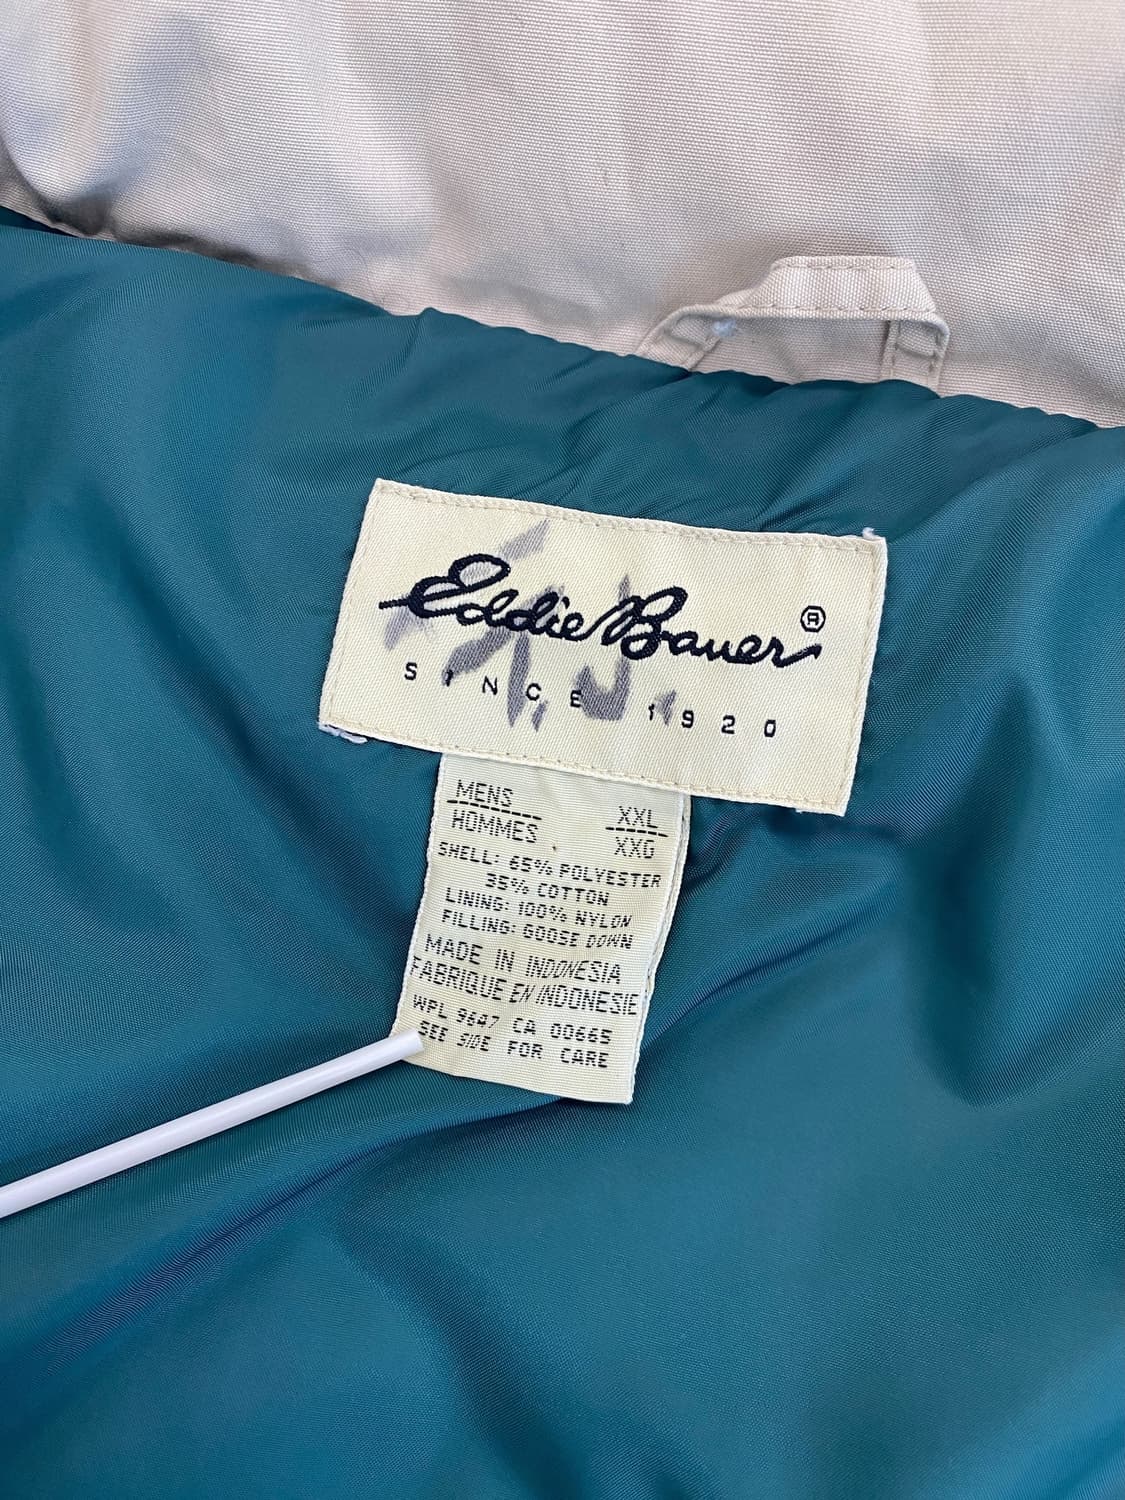 Eddie Bauer ®
SINCE 1920
MENS XXL
HOMMES XXG
SHELL: 65% POLYESTER
35% COTTON
LINING: 100% NYLON
FILLING: GOOSE DOWN
MADE IN INDONESIA
FABRIQUE EN INDONESIE
WPL 9647 CA 00665
SEE SIDE FOR CARE